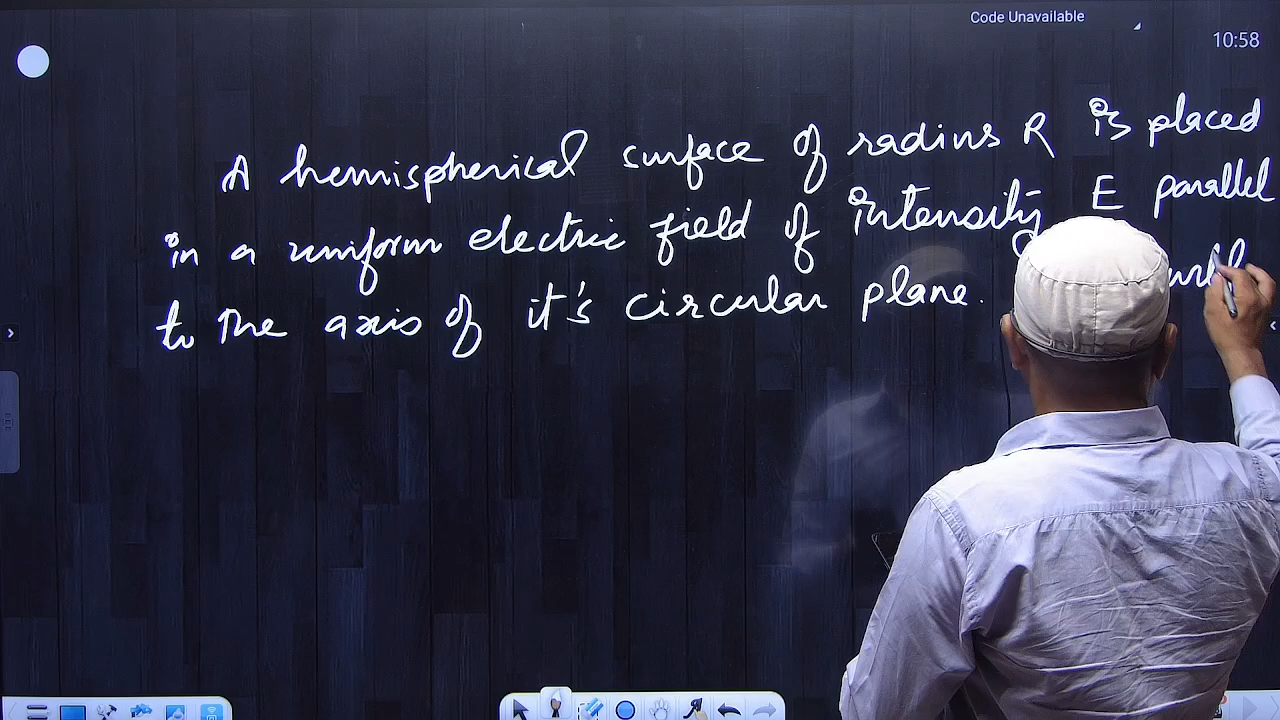 Code Unavailable
10:58
A hemispherical surface of radius R is placed
in a uniform electric field of intensity E parallel
to the axis of it's circular plane.